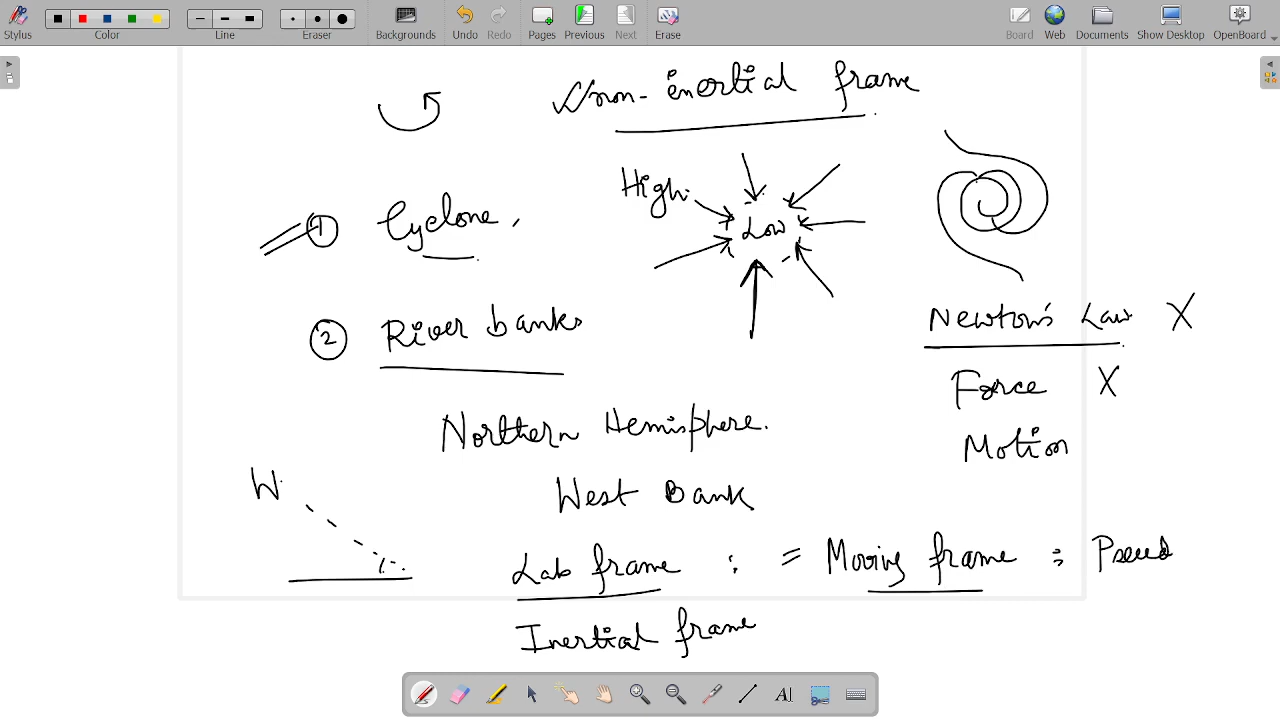 Stylus
Color
Line
Eraser
Backgrounds
Undo
Redo
Pages
Previous
Next
Erase
Board
Web
Documents
Show Desktop
OpenBoard
non-inertial frame
High
Low
1 Cyclone,
2 River banks
Newton's Law X
Force X
Motion
Northern Hemisphere.
W
West Bank
Lab frame : = Moving frame : Pseud
Inertial frame